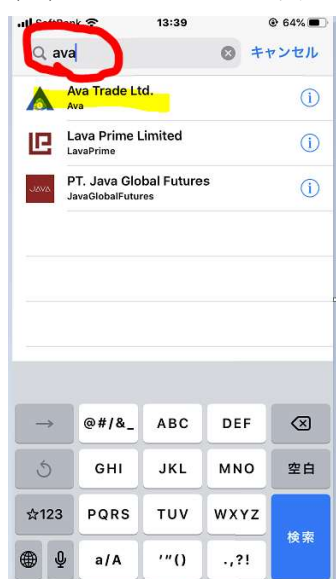 SoftBank 13:39 64%
ava キャンセル
Ava Trade Ltd.
Ava
Lava Prime Limited
LavaPrime
JAVA
PT. Java Global Futures
JavaGlobalFutures
→ @#/&_ ABC DEF
GHI JKL MNO 空白
☆123 PQRS TUV WXYZ
検索
a/A '"() .,?!